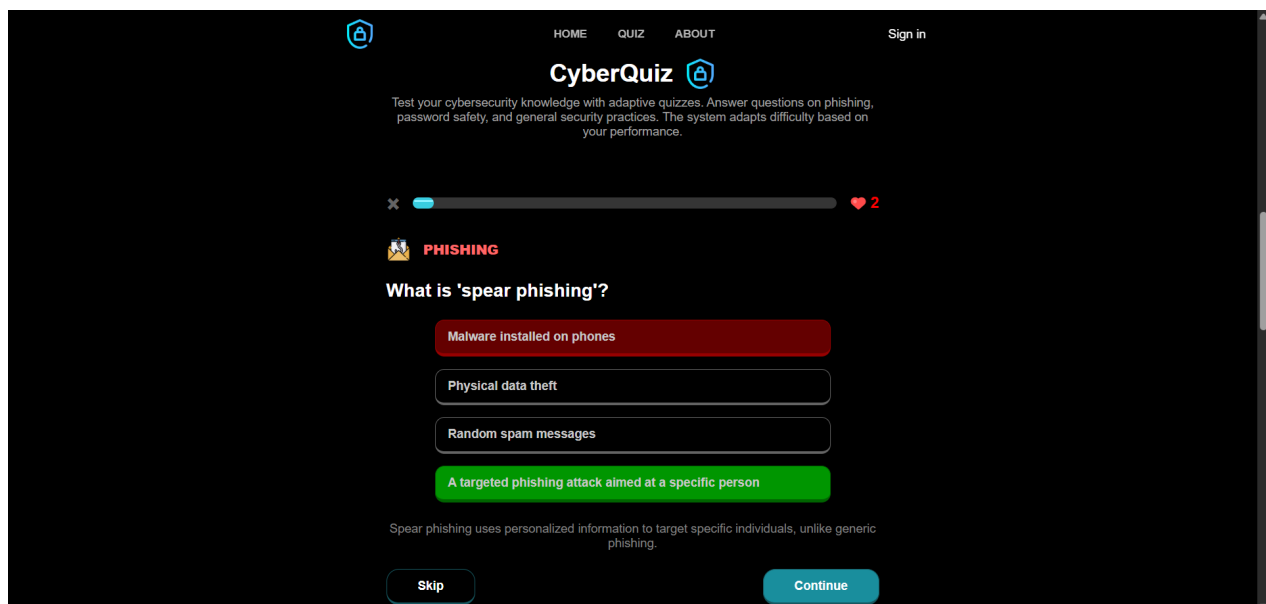 HOME QUIZ ABOUT Sign in
CyberQuiz
Test your cybersecurity knowledge with adaptive quizzes. Answer questions on phishing,
password safety, and general security practices. The system adapts difficulty based on
your performance.
2
PHISHING
What is 'spear phishing'?
Malware installed on phones
Physical data theft
Random spam messages
A targeted phishing attack aimed at a specific person
Spear phishing uses personalized information to target specific individuals, unlike generic
phishing.
Skip Continue